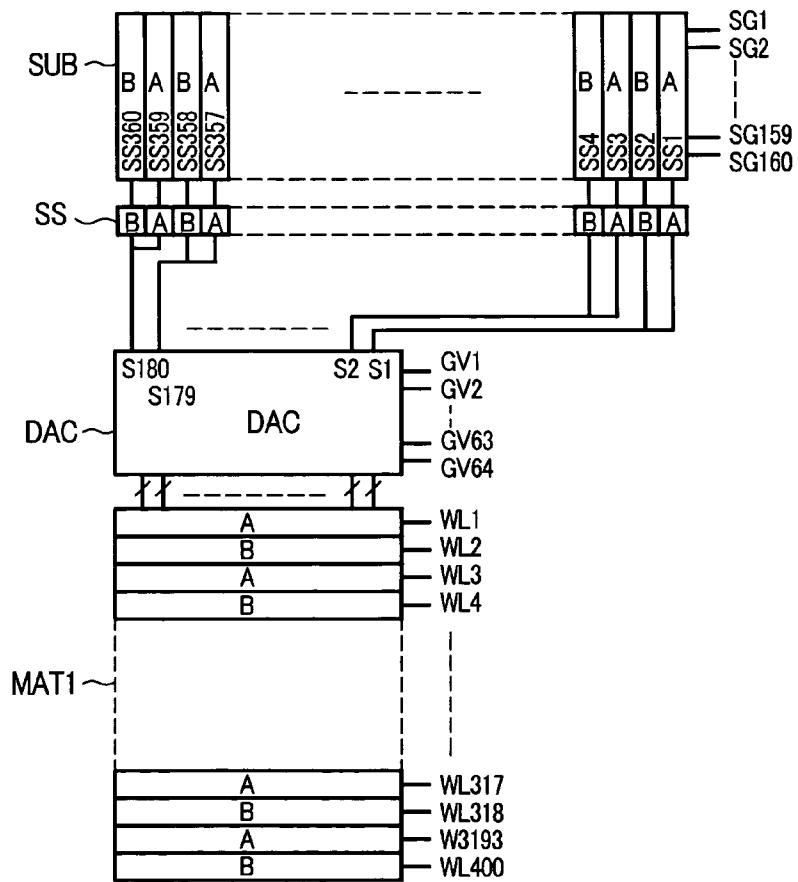 SUB
B A B A
SS360 SS359 SS358 SS357
B A B A
SS4 SS3 SS2 SS1
SG1
SG2
SG159
SG160
SS
B A B A
B A B A
S180
S179
S2 S1
DAC
DAC
GV1
GV2
GV63
GV64
A WL1
B WL2
A WL3
B WL4
MAT1
A WL317
B WL318
A W3193
B WL400